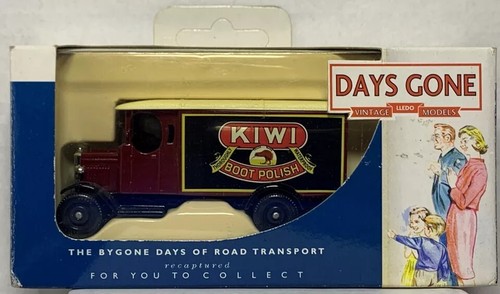 DAYS GONE
VINTAGE LLEDO MODELS
KIWI
BOOT POLISH
THE BYGONE DAYS OF ROAD TRANSPORT
recaptured
FOR YOU TO COLLECT